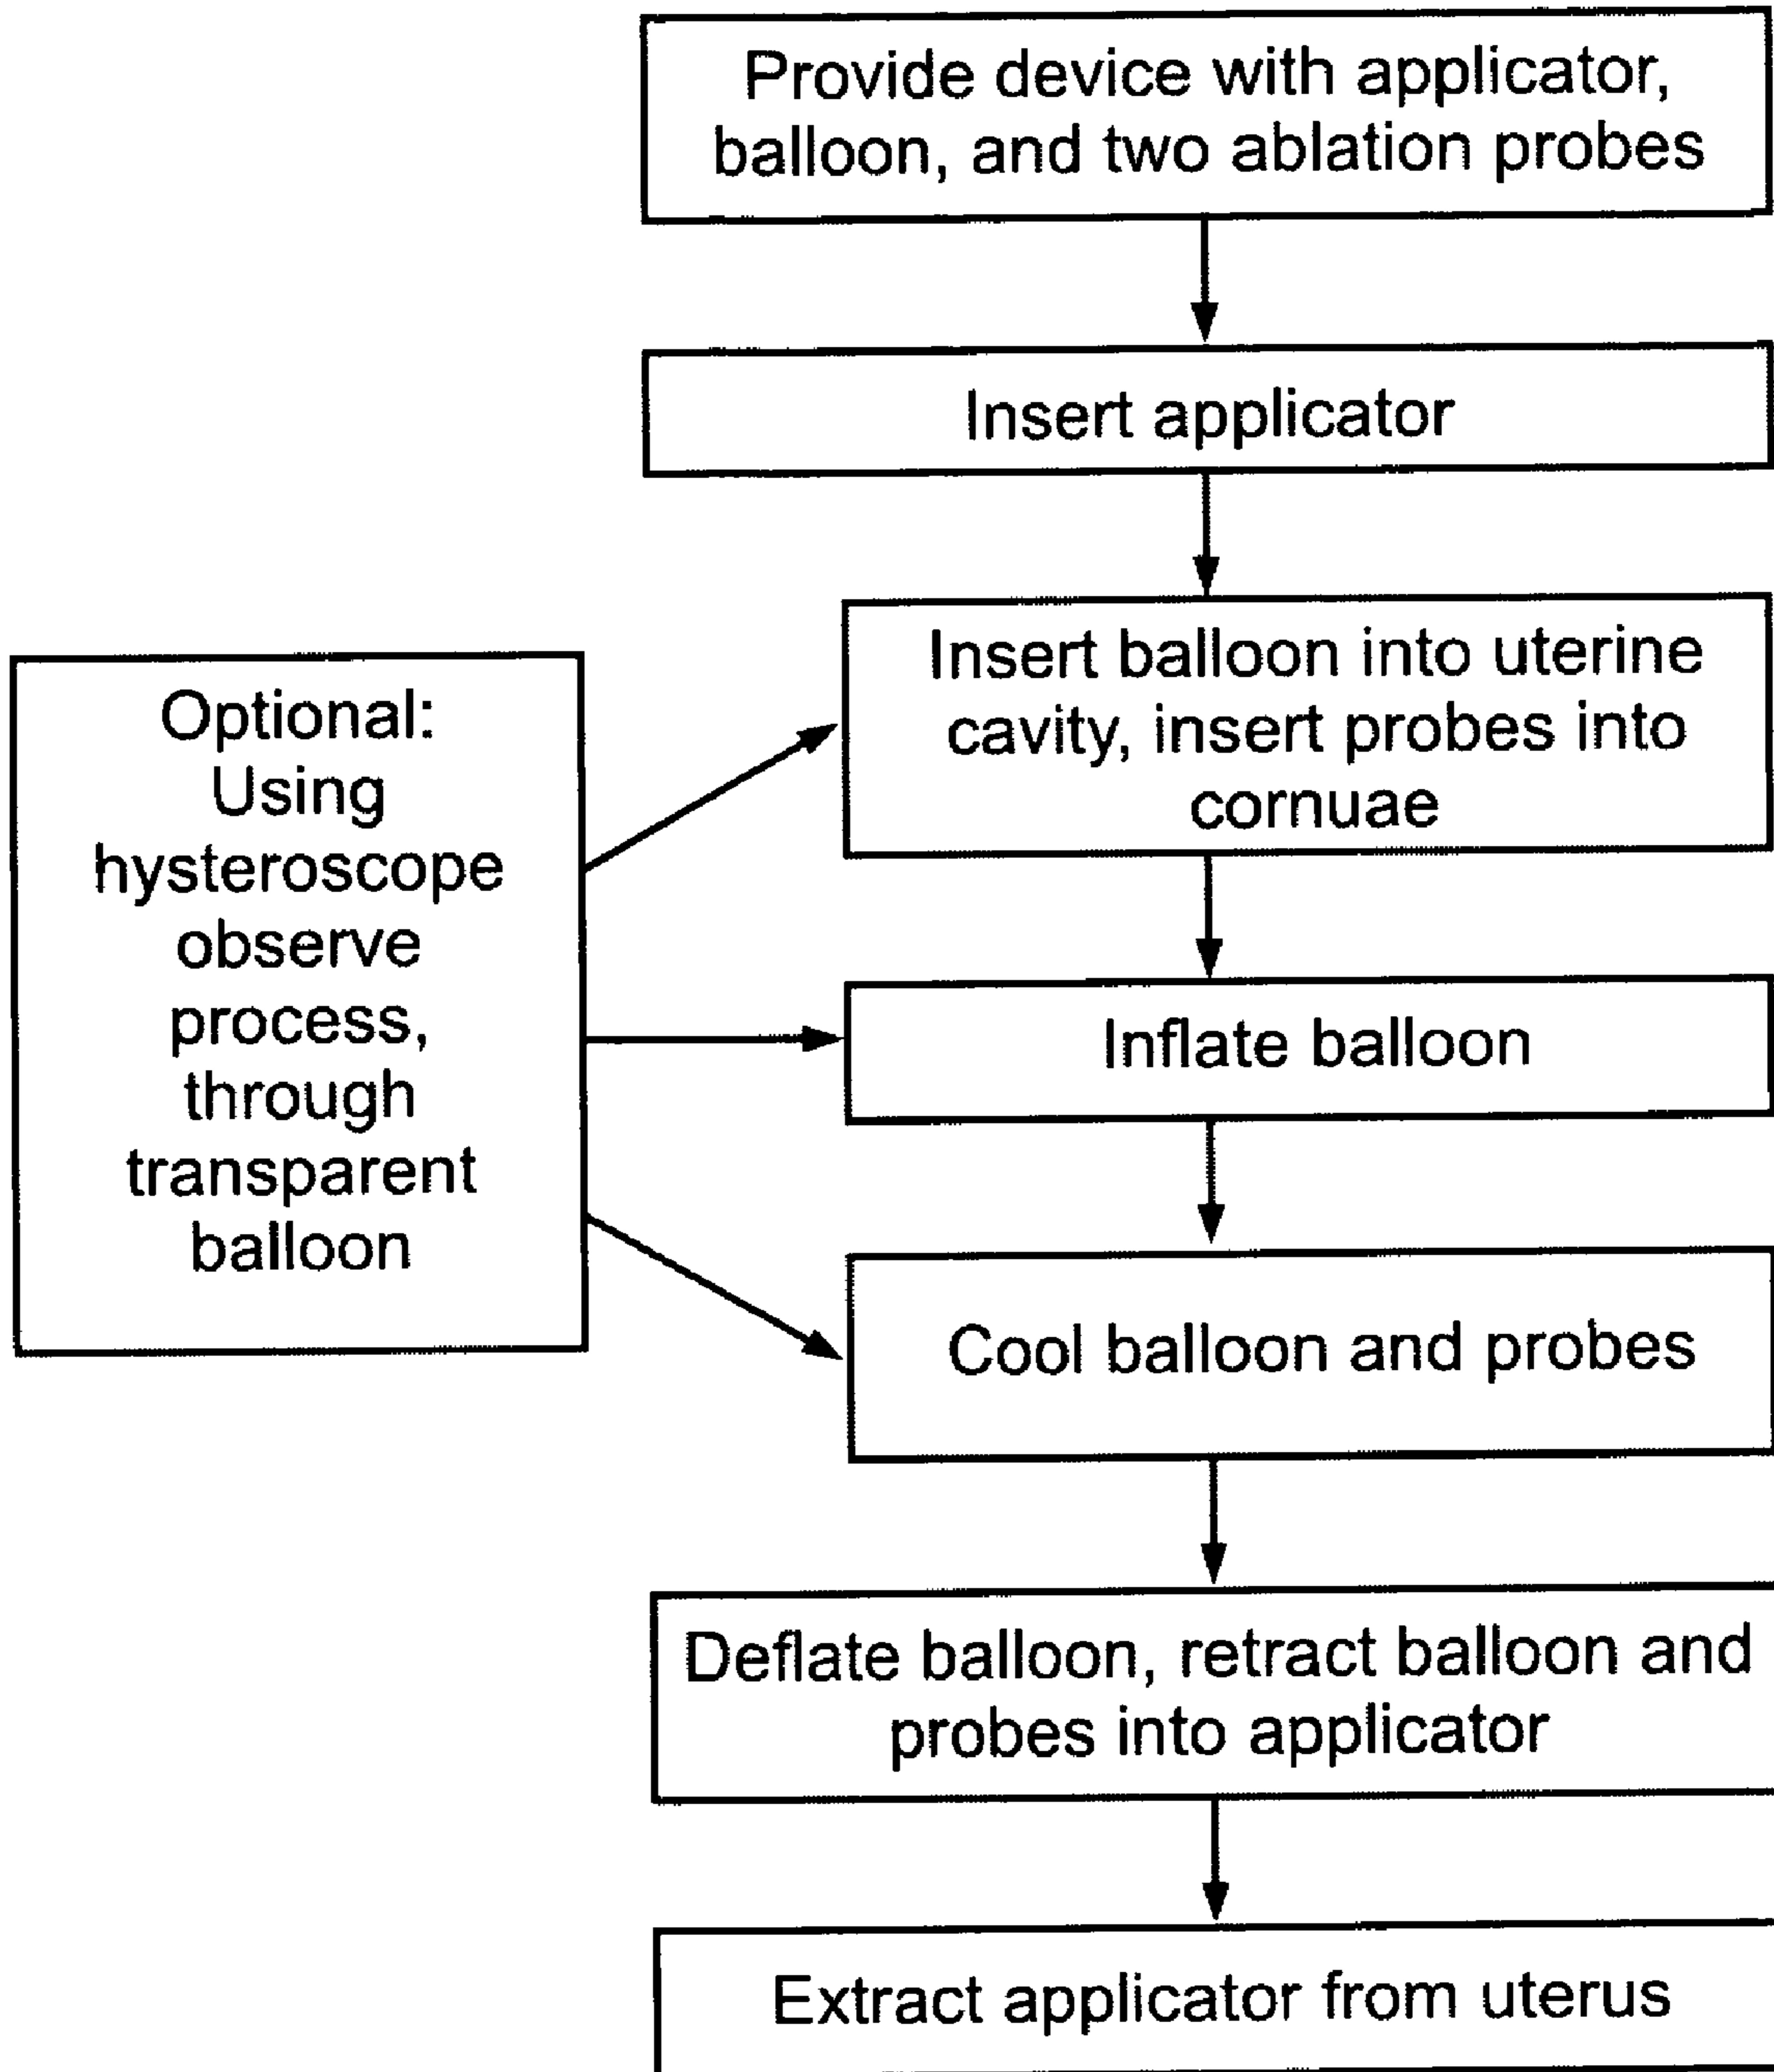 Provide device with applicator,
balloon, and two ablation probes
Insert applicator
Insert balloon into uterine
cavity, insert probes into
cornuae
Optional:
Using
hysteroscope
observe
process,
through
transparent
balloon
Inflate balloon
Cool balloon and probes
Deflate balloon, retract balloon and
probes into applicator
Extract applicator from uterus